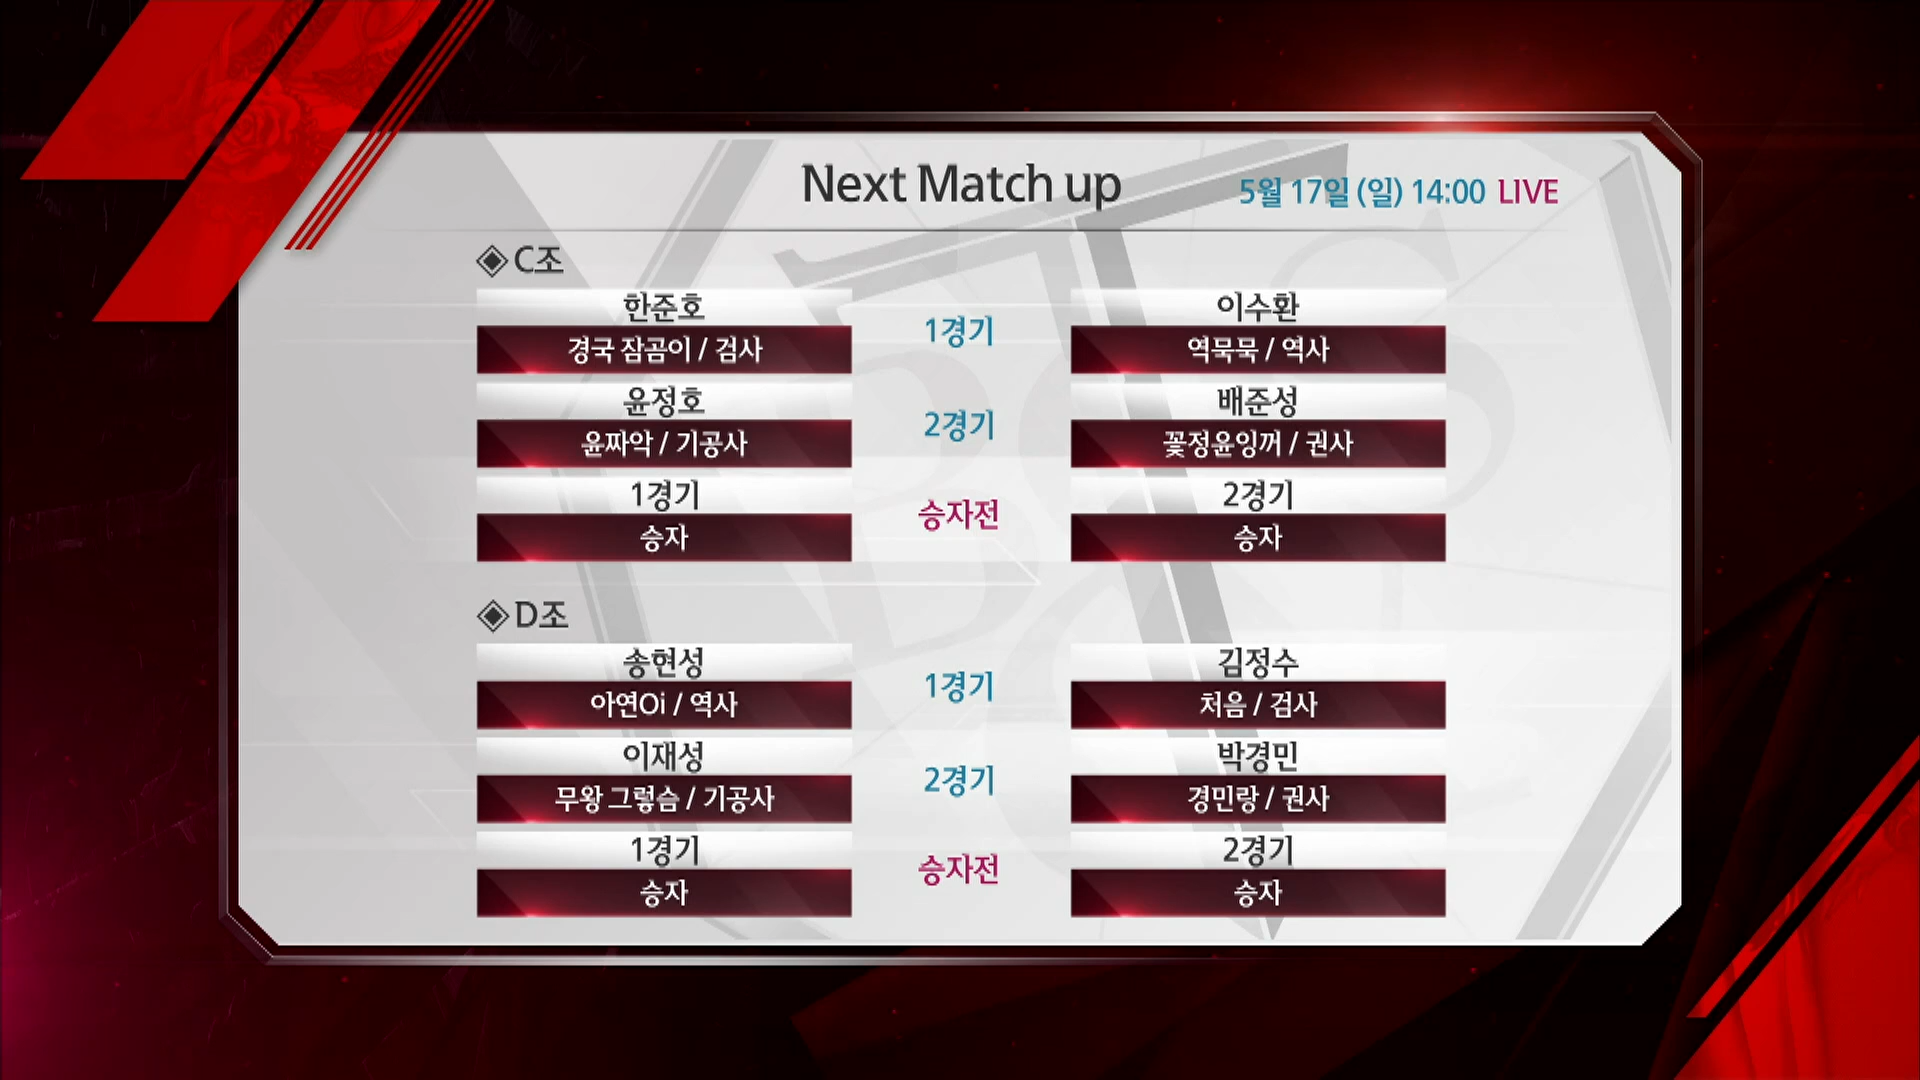 Next Match up
5월 17일 (일) 14:00 LIVE
◈ C조
한준호 1경기 이수환
경국 잠곰이 / 검사 역묵묵 / 역사
윤정호 2경기 배준성
윤짜악 / 기공사 꽃정윤잉꺼 / 권사
1경기 승자전 2경기
승자 승자
◈ D조
송현성 1경기 김정수
아연Oi / 역사 처음 / 검사
이재성 2경기 박경민
무왕 그렇슴 / 기공사 경민랑 / 권사
1경기 승자전 2경기
승자 승자